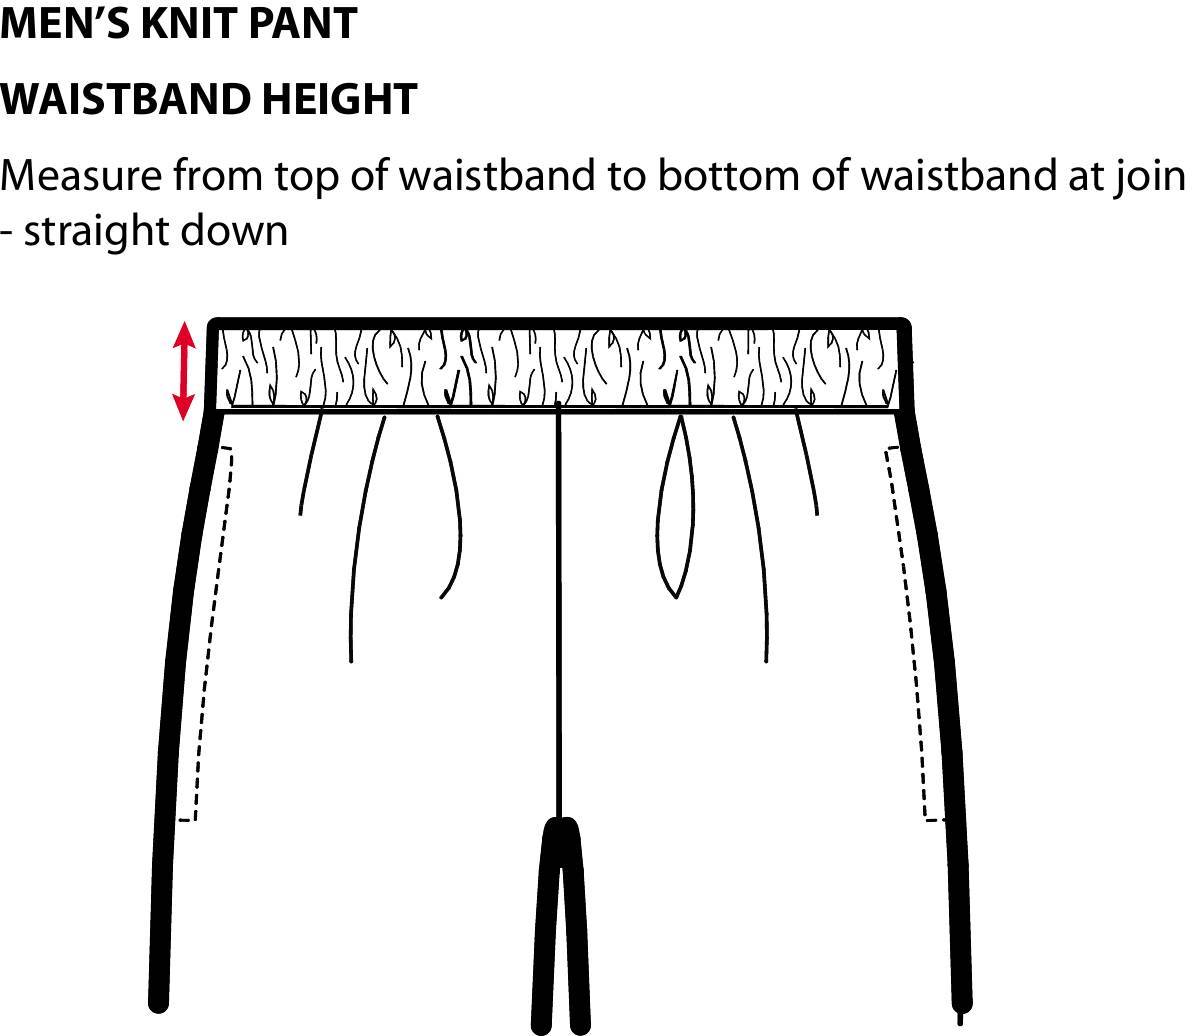 MEN’S KNIT PANT
WAISTBAND HEIGHT
Measure from top of waistband to bottom of waistband at join
- straight down